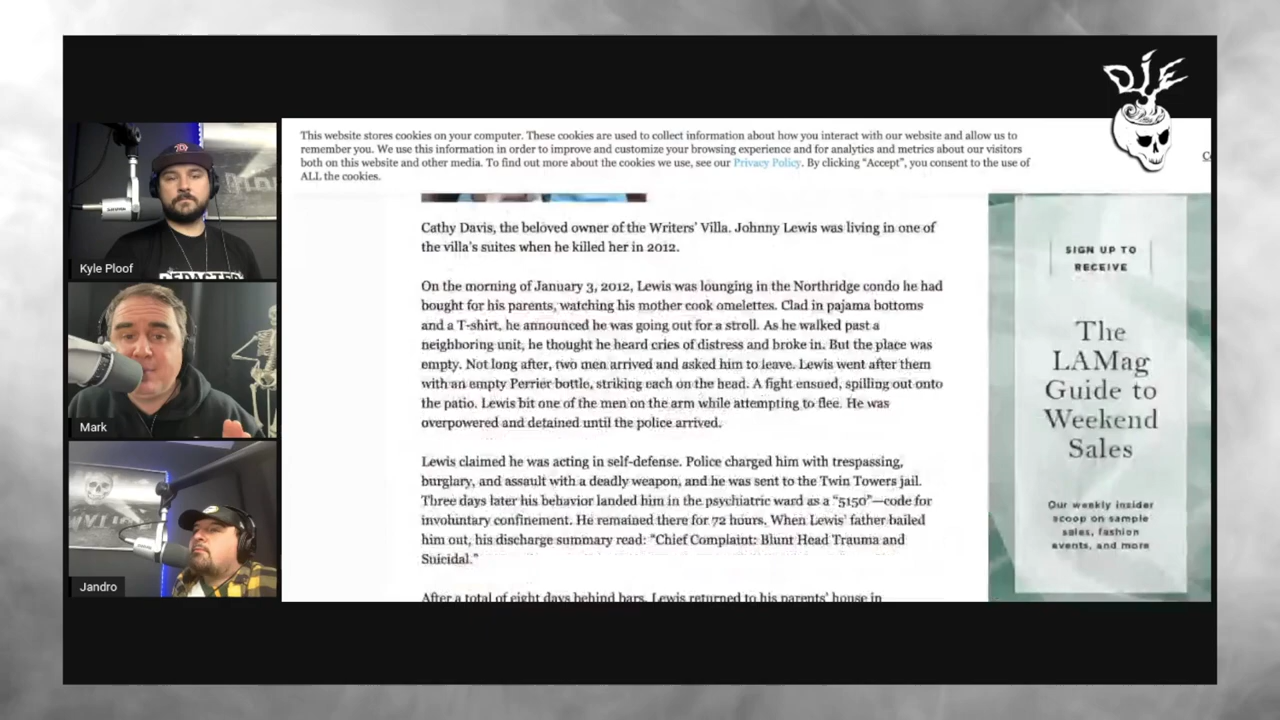 DJE
This website stores cookies on your computer. These cookies are used to collect information about how you interact with our website and allow us to
remember you. We use this information in order to improve and customize your browsing experience and for analytics and metrics about our visitors
both on this website and other media. To find out more about the cookies we use, see our Privacy Policy. By clicking “Accept”, you consent to the use of
ALL the cookies.
Kyle Ploof
Mark
Jandro
SHURE
REDACTED
Cathy Davis, the beloved owner of the Writers’ Villa. Johnny Lewis was living in one of
the villa’s suites when he killed her in 2012.
On the morning of January 3, 2012, Lewis was lounging in the Northridge condo he had
bought for his parents, watching his mother cook omelettes. Clad in pajama bottoms
and a T-shirt, he announced he was going out for a stroll. As he walked past a
neighboring unit, he thought he heard cries of distress and broke in. But the place was
empty. Not long after, two men arrived and asked him to leave. Lewis went after them
with an empty Perrier bottle, striking each on the head. A fight ensued, spilling out onto
the patio. Lewis bit one of the men on the arm while attempting to flee. He was
overpowered and detained until the police arrived.
Lewis claimed he was acting in self-defense. Police charged him with trespassing,
burglary, and assault with a deadly weapon, and he was sent to the Twin Towers jail.
Three days later his behavior landed him in the psychiatric ward as a “5150”—code for
involuntary confinement. He remained there for 72 hours. When Lewis’ father bailed
him out, his discharge summary read: “Chief Complaint: Blunt Head Trauma and
Suicidal.”
After a total of eight days behind bars, Lewis returned to his parents’ house in
SIGN UP TO
RECEIVE
The
LAMag
Guide to
Weekend
Sales
Our weekly insider
scoop on sample
sales, fashion
events, and more